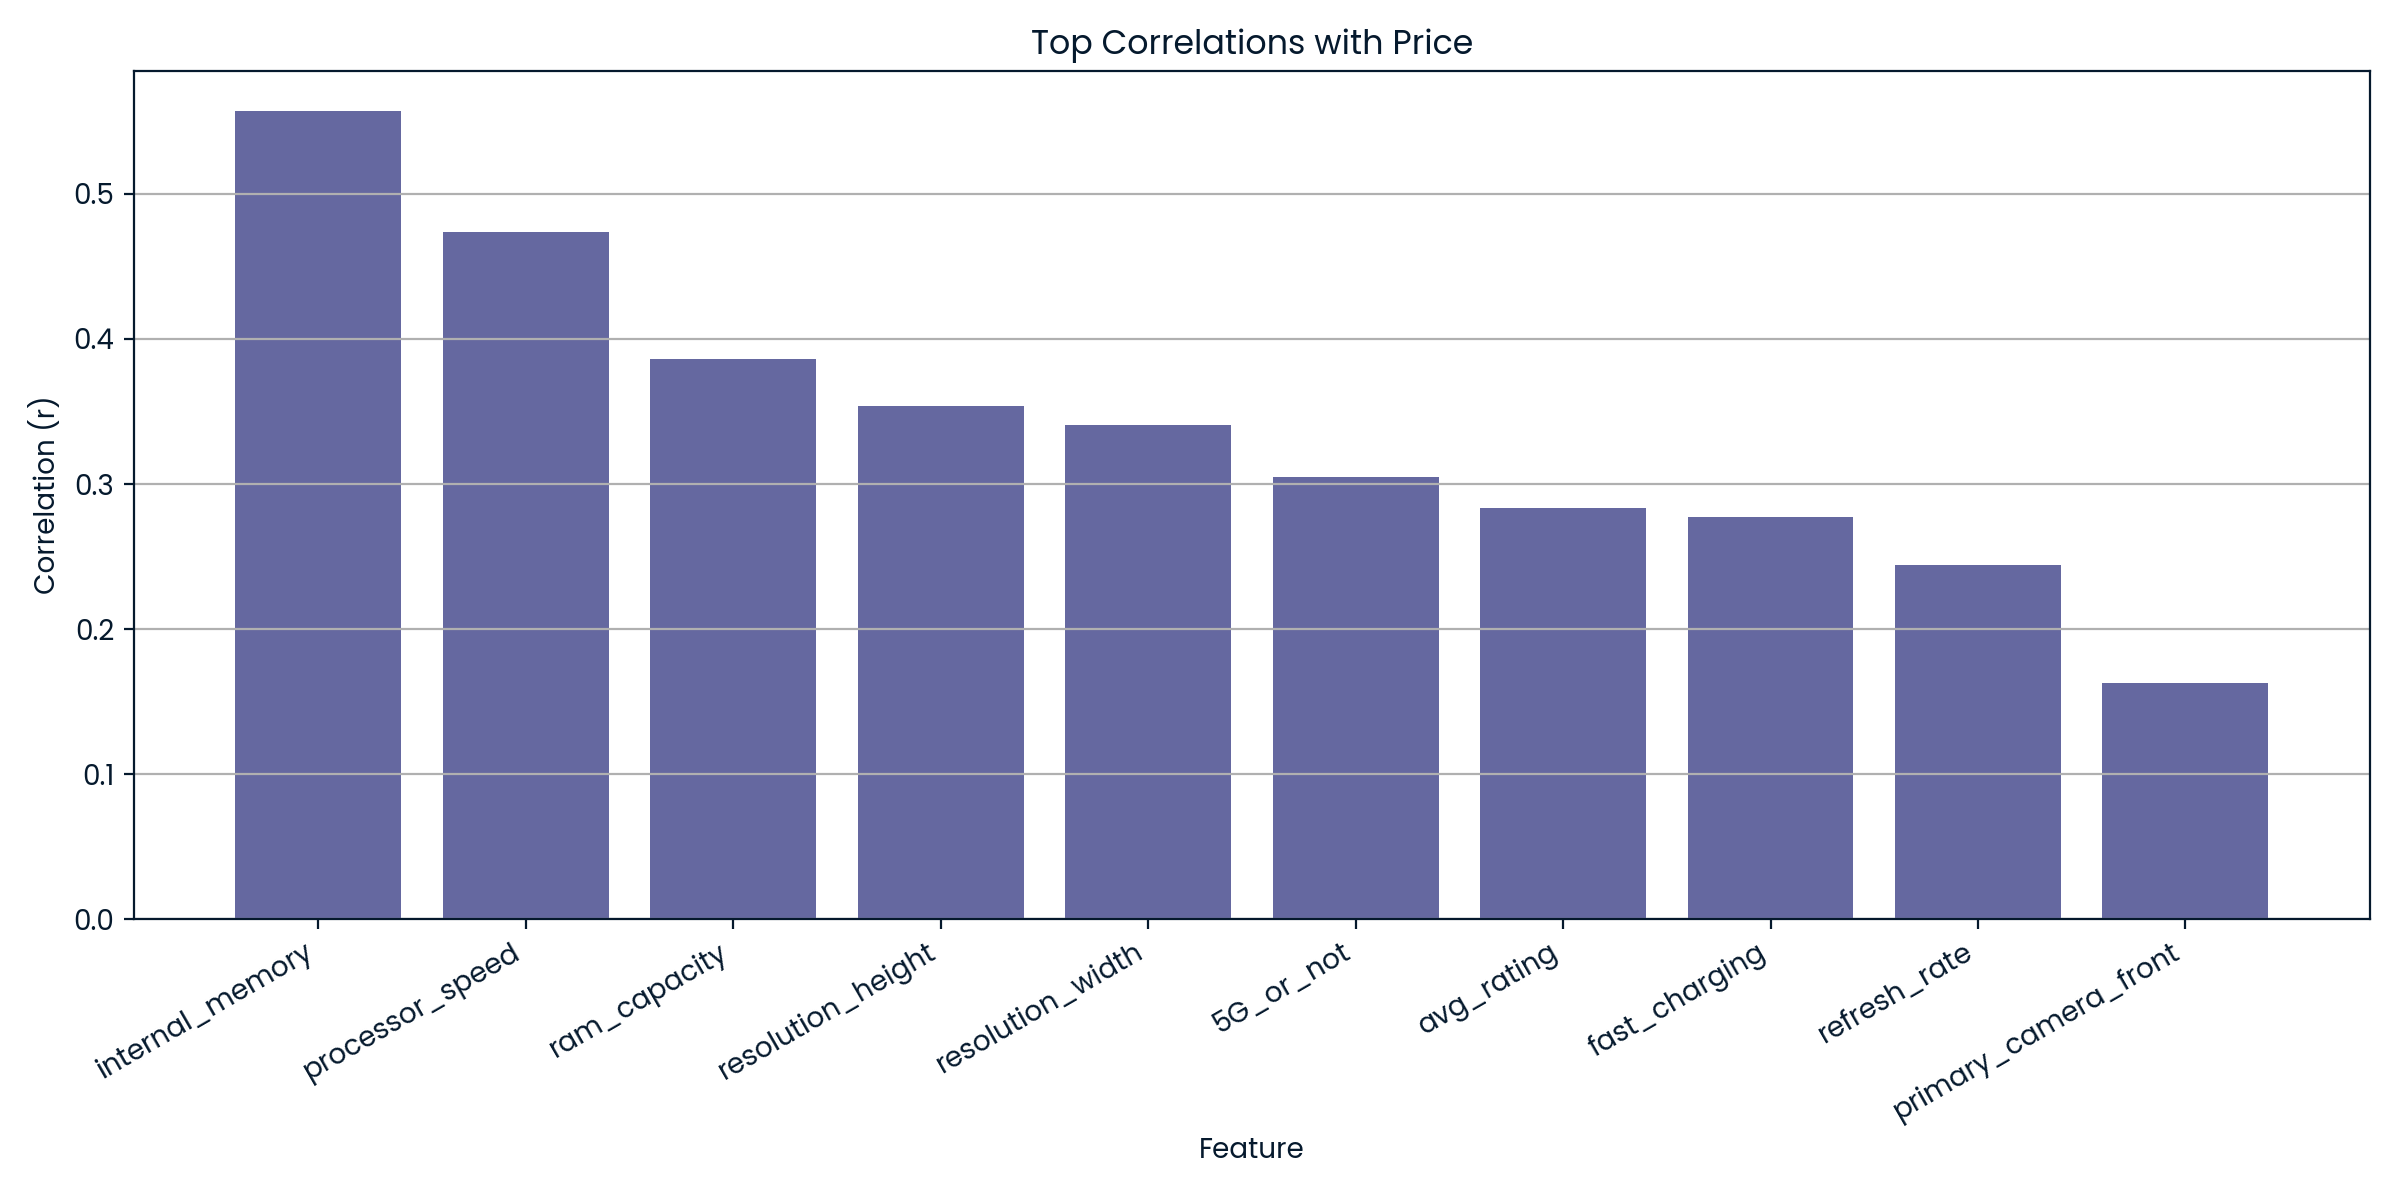 Top Correlations with Price
Correlation (r)
0.5
0.4
0.3
0.2
0.1
0.0
internal_memory
processor_speed
ram_capacity
resolution_height
resolution_width
5G_or_not
avg_rating
fast_charging
refresh_rate
primary_camera_front
Feature